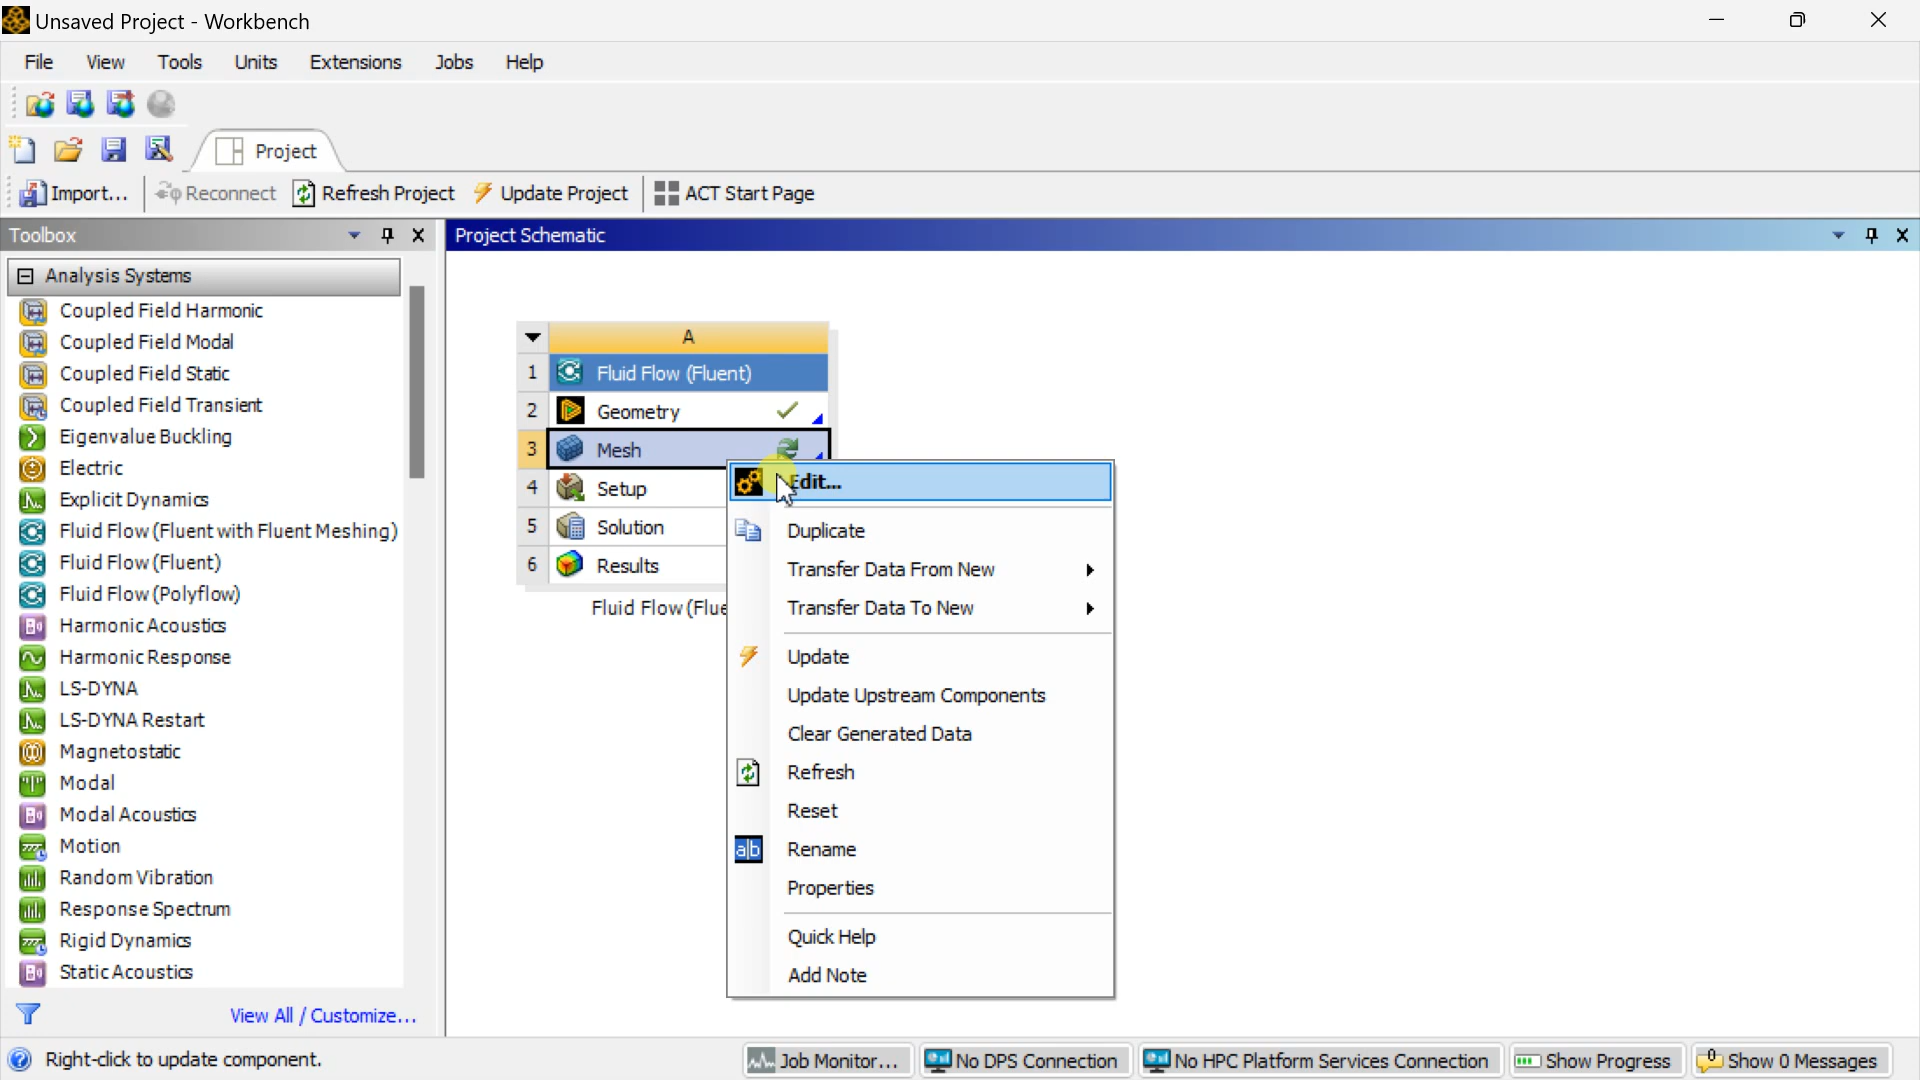 Unsaved Project - Workbench
File View Tools Units Extensions Jobs Help
Project
Import... Reconnect Refresh Project Update Project ACT Start Page
Toolbox
Project Schematic
Analysis Systems
Coupled Field Harmonic
Coupled Field Modal
Coupled Field Static
Coupled Field Transient
Eigenvalue Buckling
Electric
Explicit Dynamics
Fluid Flow (Fluent with Fluent Meshing)
Fluid Flow (Fluent)
Fluid Flow (Polyflow)
Harmonic Acoustics
Harmonic Response
LS-DYNA
LS-DYNA Restart
Magnetostatic
Modal
Modal Acoustics
Motion
Random Vibration
Response Spectrum
Rigid Dynamics
Static Acoustics
View All / Customize...
A
1 Fluid Flow (Fluent)
2 Geometry
3 Mesh
4 Setup
5 Solution
6 Results
Fluid Flow (Flue
Edit...
Duplicate
Transfer Data From New
Transfer Data To New
Update
Update Upstream Components
Clear Generated Data
Refresh
Reset
a|b Rename
Properties
Quick Help
Add Note
Right-click to update component.
Job Monitor... No DPS Connection No HPC Platform Services Connection Show Progress 0 Show 0 Messages